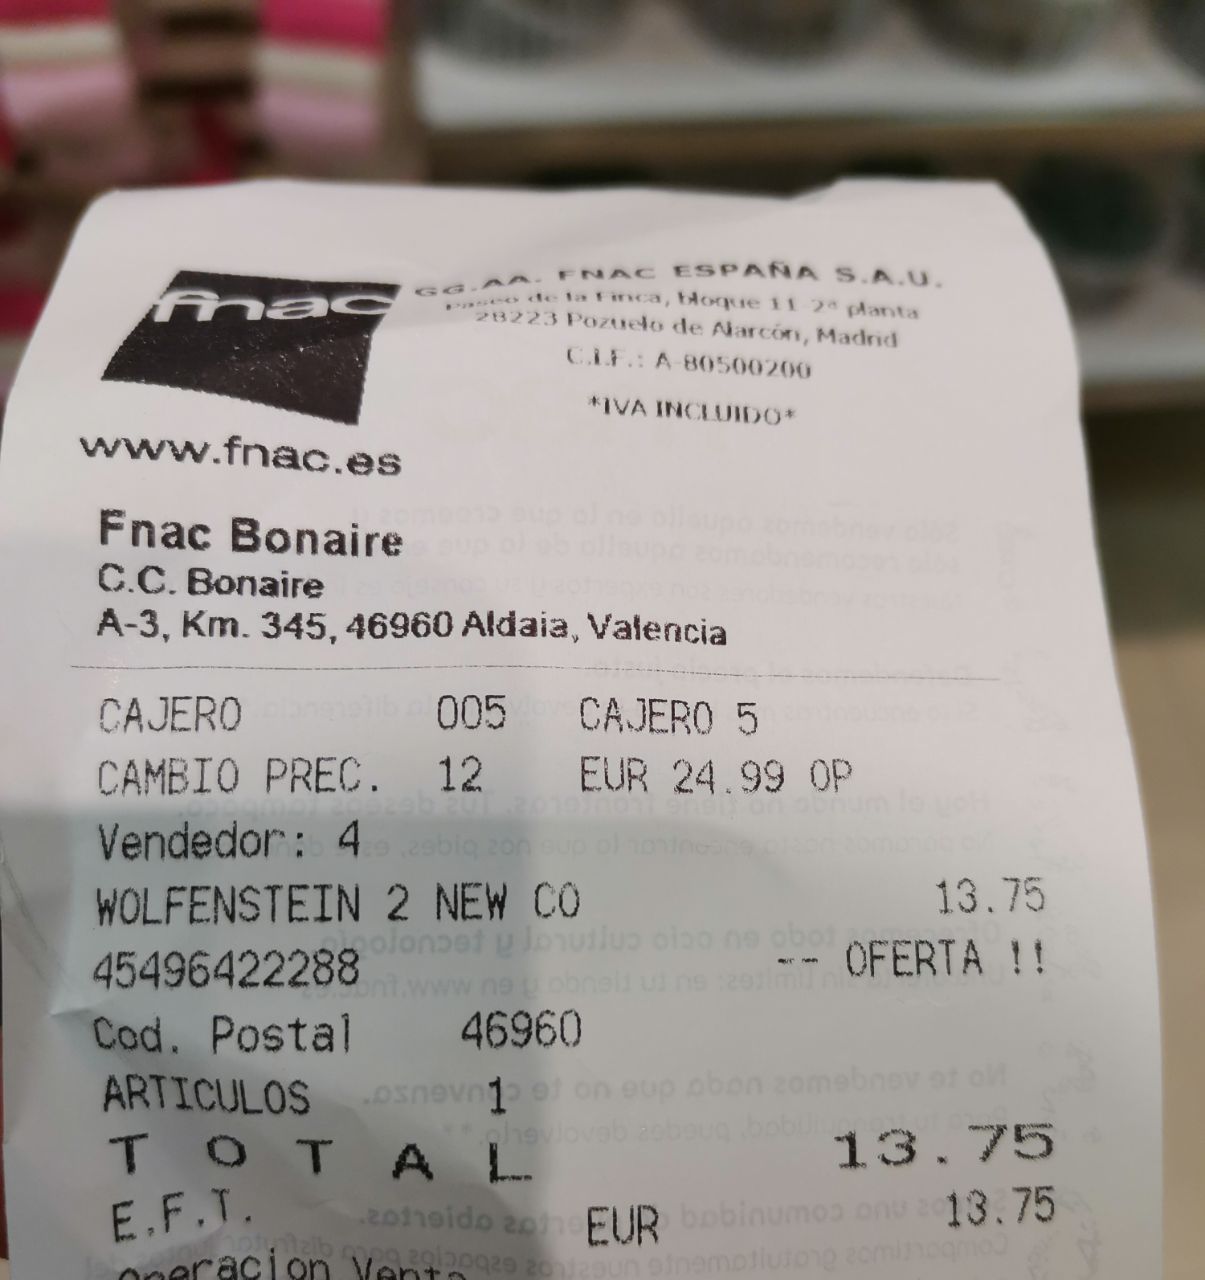 fnac
GG.AA. FNAC ESPAÑA S.A.U.
Paseo de la Finca, bloque 11-2ª planta
28223 Pozuelo de Alarcón, Madrid
C.I.F.: A-80500200
*IVA INCLUIDO*
www.fnac.es
Fnac Bonaire
C.C. Bonaire
A-3, Km. 345, 46960 Aldaia, Valencia
CAJERO 005 CAJERO 5
CAMBIO PREC. 12 EUR 24.99 OP
Vendedor: 4
WOLFENSTEIN 2 NEW CO 13.75
45496422288 -- OFERTA !!
Cod. Postal 46960
ARTICULOS 1
T O T A L 13.75
E.F.T. EUR 13.75
Operacion Venta